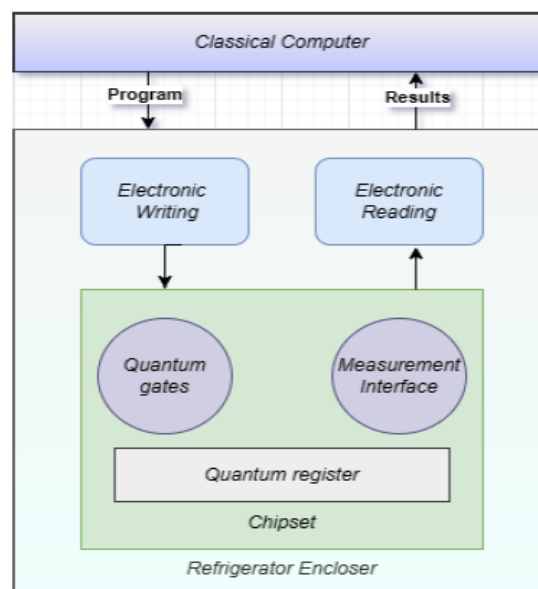 Classical Computer
Program
Results
Electronic
Writing
Electronic
Reading
Quantum
gates
Measurement
Interface
Quantum register
Chipset
Refrigerator Encloser